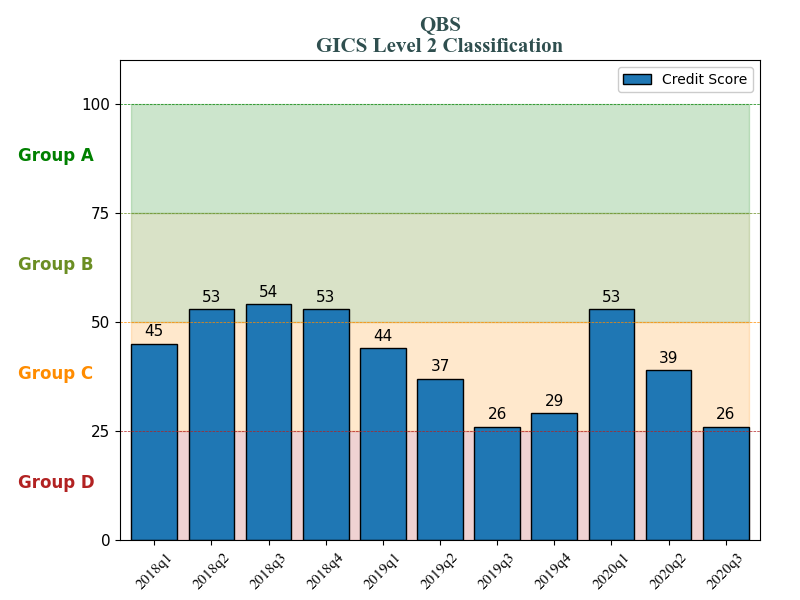 QBS
GICS Level 2 Classification
Credit Score
100
Group A
75
Group B
50
Group C
25
Group D
0
45
53
54
53
44
37
26
29
53
39
26
2018q1
2018q2
2018q3
2018q4
2019q1
2019q2
2019q3
2019q4
2020q1
2020q2
2020q3